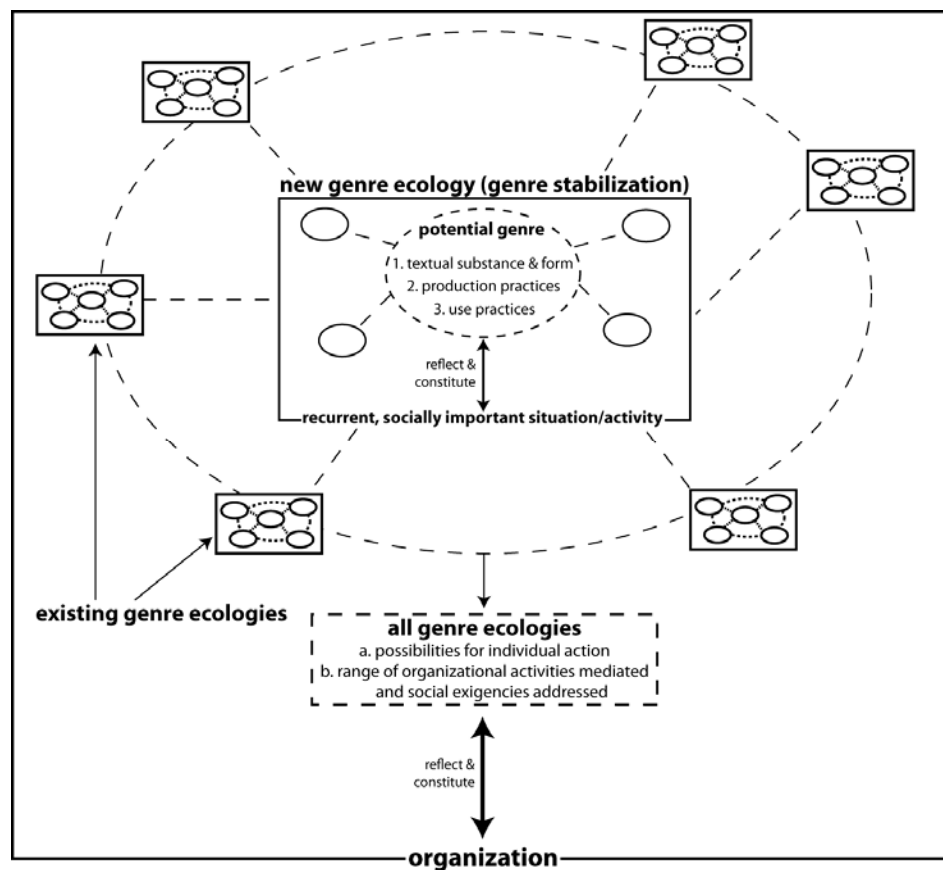 new genre ecology (genre stabilization)
potential genre
1. textual substance & form
2. production practices
3. use practices
reflect &
constitute
recurrent, socially important situation/activity
existing genre ecologies
all genre ecologies
a. possibilities for individual action
b. range of organizational activities mediated
and social exigencies addressed
reflect &
constitute
organization